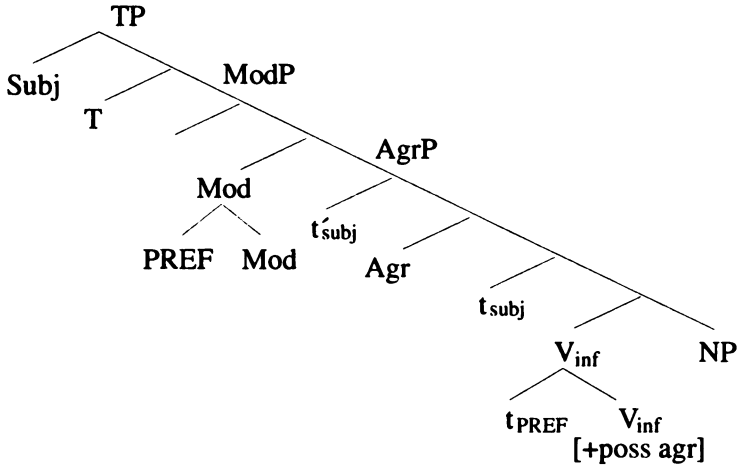 TP
Subj
ModP
T
AgrP
Mod
t´subj
PREF Mod
Agr
tsubj
Vinf NP
tPREF Vinf
[+poss agr]